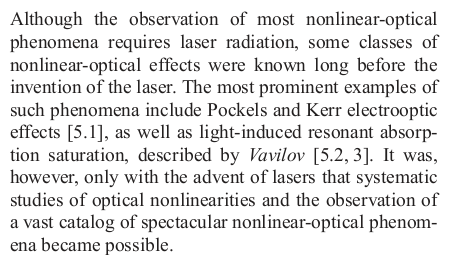 Although the observation of most nonlinear-optical
phenomena requires laser radiation, some classes of
nonlinear-optical effects were known long before the
invention of the laser. The most prominent examples of
such phenomena include Pockels and Kerr electrooptic
effects [5.1], as well as light-induced resonant absorp-
tion saturation, described by Vavilov [5.2, 3]. It was,
however, only with the advent of lasers that systematic
studies of optical nonlinearities and the observation of
a vast catalog of spectacular nonlinear-optical phenom-
ena became possible.